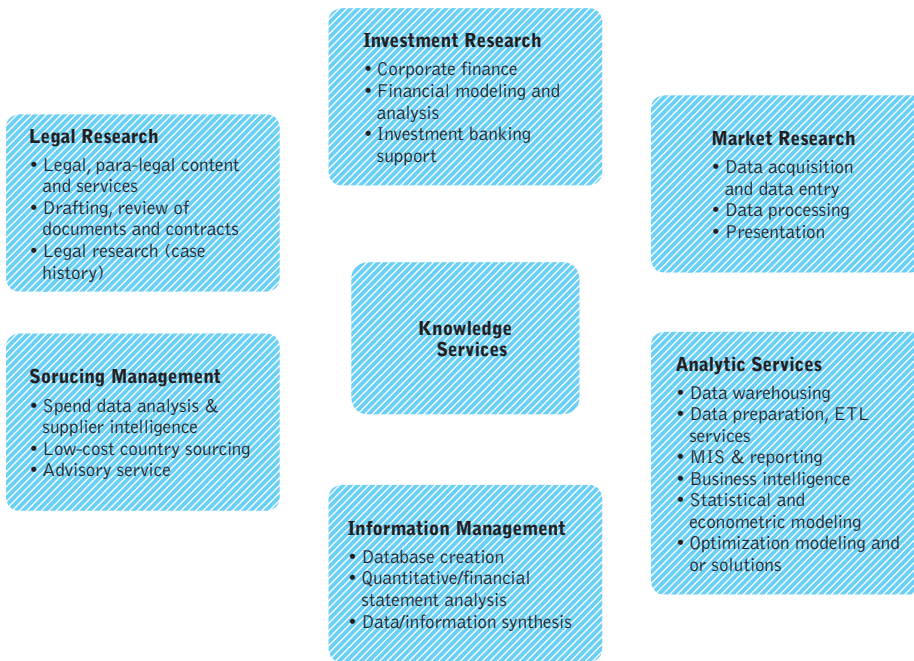 Investment Research
• Corporate finance
• Financial modeling and
analysis
• Investment banking
support
Legal Research
• Legal, para-legal content
and services
• Drafting, review of
documents and contracts
• Legal research (case
history)
Market Research
• Data acquisition
and data entry
• Data processing
• Presentation
Knowledge
Services
Sorucing Management
• Spend data analysis &
supplier intelligence
• Low-cost country sourcing
• Advisory service
Analytic Services
• Data warehousing
• Data preparation, ETL
services
• MIS & reporting
• Business intelligence
• Statistical and
econometric modeling
• Optimization modeling and
or solutions
Information Management
• Database creation
• Quantitative/financial
statement analysis
• Data/information synthesis